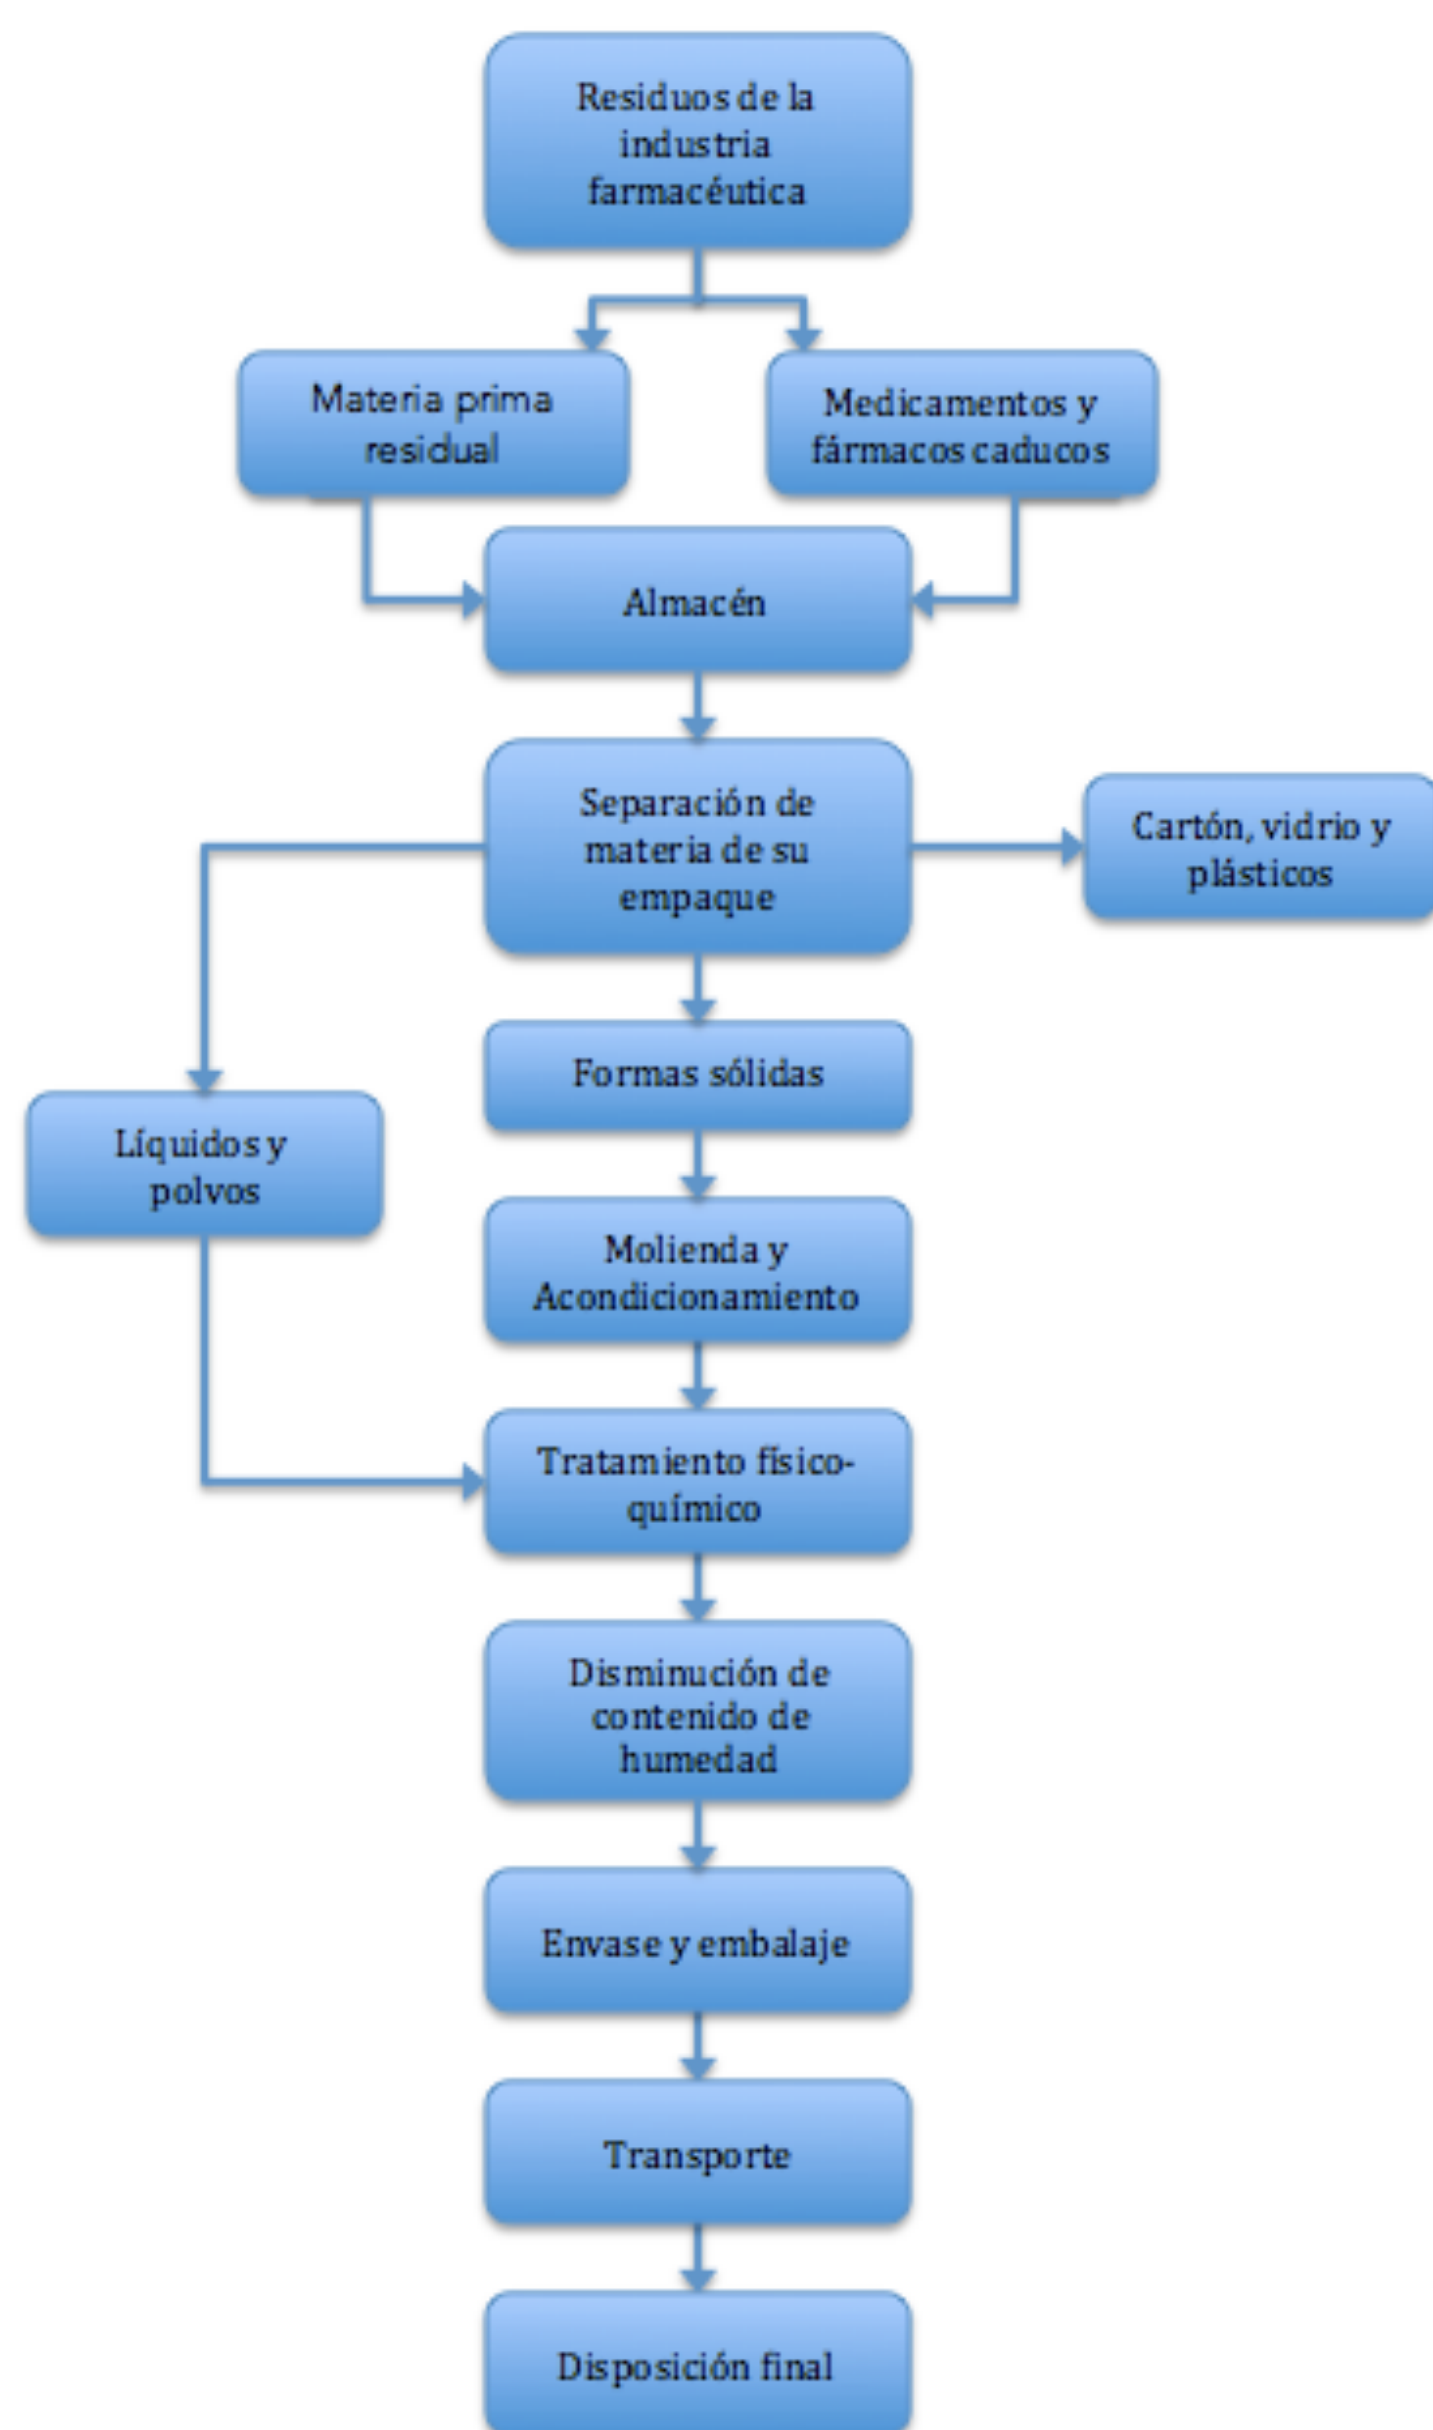 Residuos de la
industria
farmacéutica
Materia prima
residual
Medicamentos y
fármacos caducos
Almacén
Separación de
materia de su
empaque
Cartón, vidrio y
plásticos
Formas sólidas
Líquidos y
polvos
Molienda y
Acondicionamiento
Tratamiento físico-
químico
Disminución de
contenido de
humedad
Envase y embalaje
Transporte
Disposición final